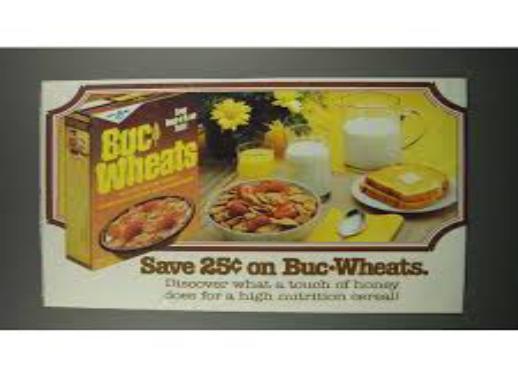 Buc
Wheats
Save 25¢ on Buc•Wheats.
Discover what a touch of honey
does for a high nutrition cereal!